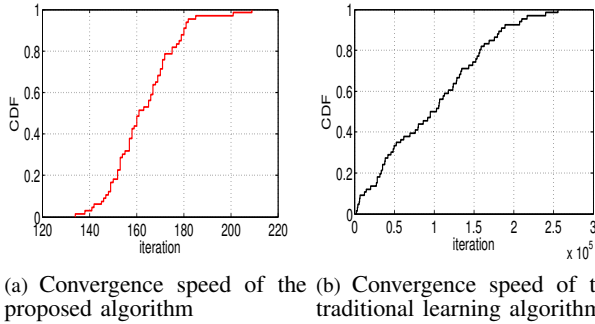 1
0.8
0.6
0.4
0.2
0
CDF
120 140 160 180 200 220
iteration
1
0.8
0.6
0.4
0.2
0
CDF
0 0.5 1 1.5 2 2.5 3
iteration
x 10^5
(a) Convergence speed of the
proposed algorithm
(b) Convergence speed of t
traditional learning algorithm